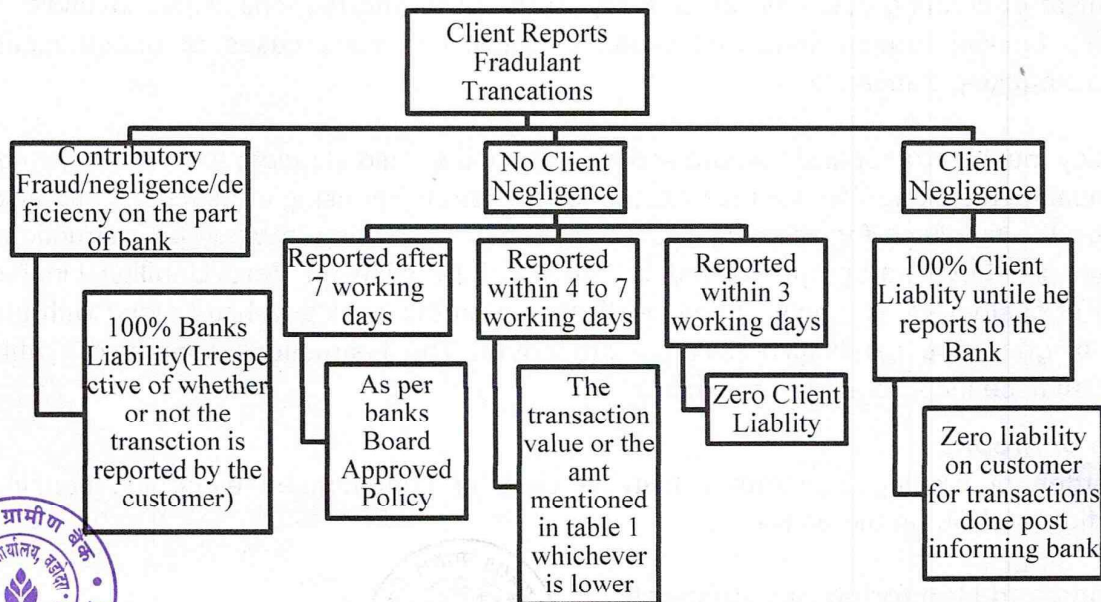 Client Reports
Fradulant
Trancations
Contributory
Fraud/negligence/de
ficiecny on the part
of bank
100% Banks
Liability(Irrespe
ctive of whether
or not the
transction is
reported by the
customer)
No Client
Negligence
Reported after
7 working
days
As per
banks
Board
Approved
Policy
Reported
within 4 to 7
working days
The
transaction
value or the
amt
mentioned
in table 1
whichever
is lower
Reported
within 3
working days
Zero Client
Liablity
Client
Negligence
100% Client
Liablity untile he
reports to the
Bank
Zero liability
on customer
for transactions
done post
informing bank
ग्रामीण बैंक